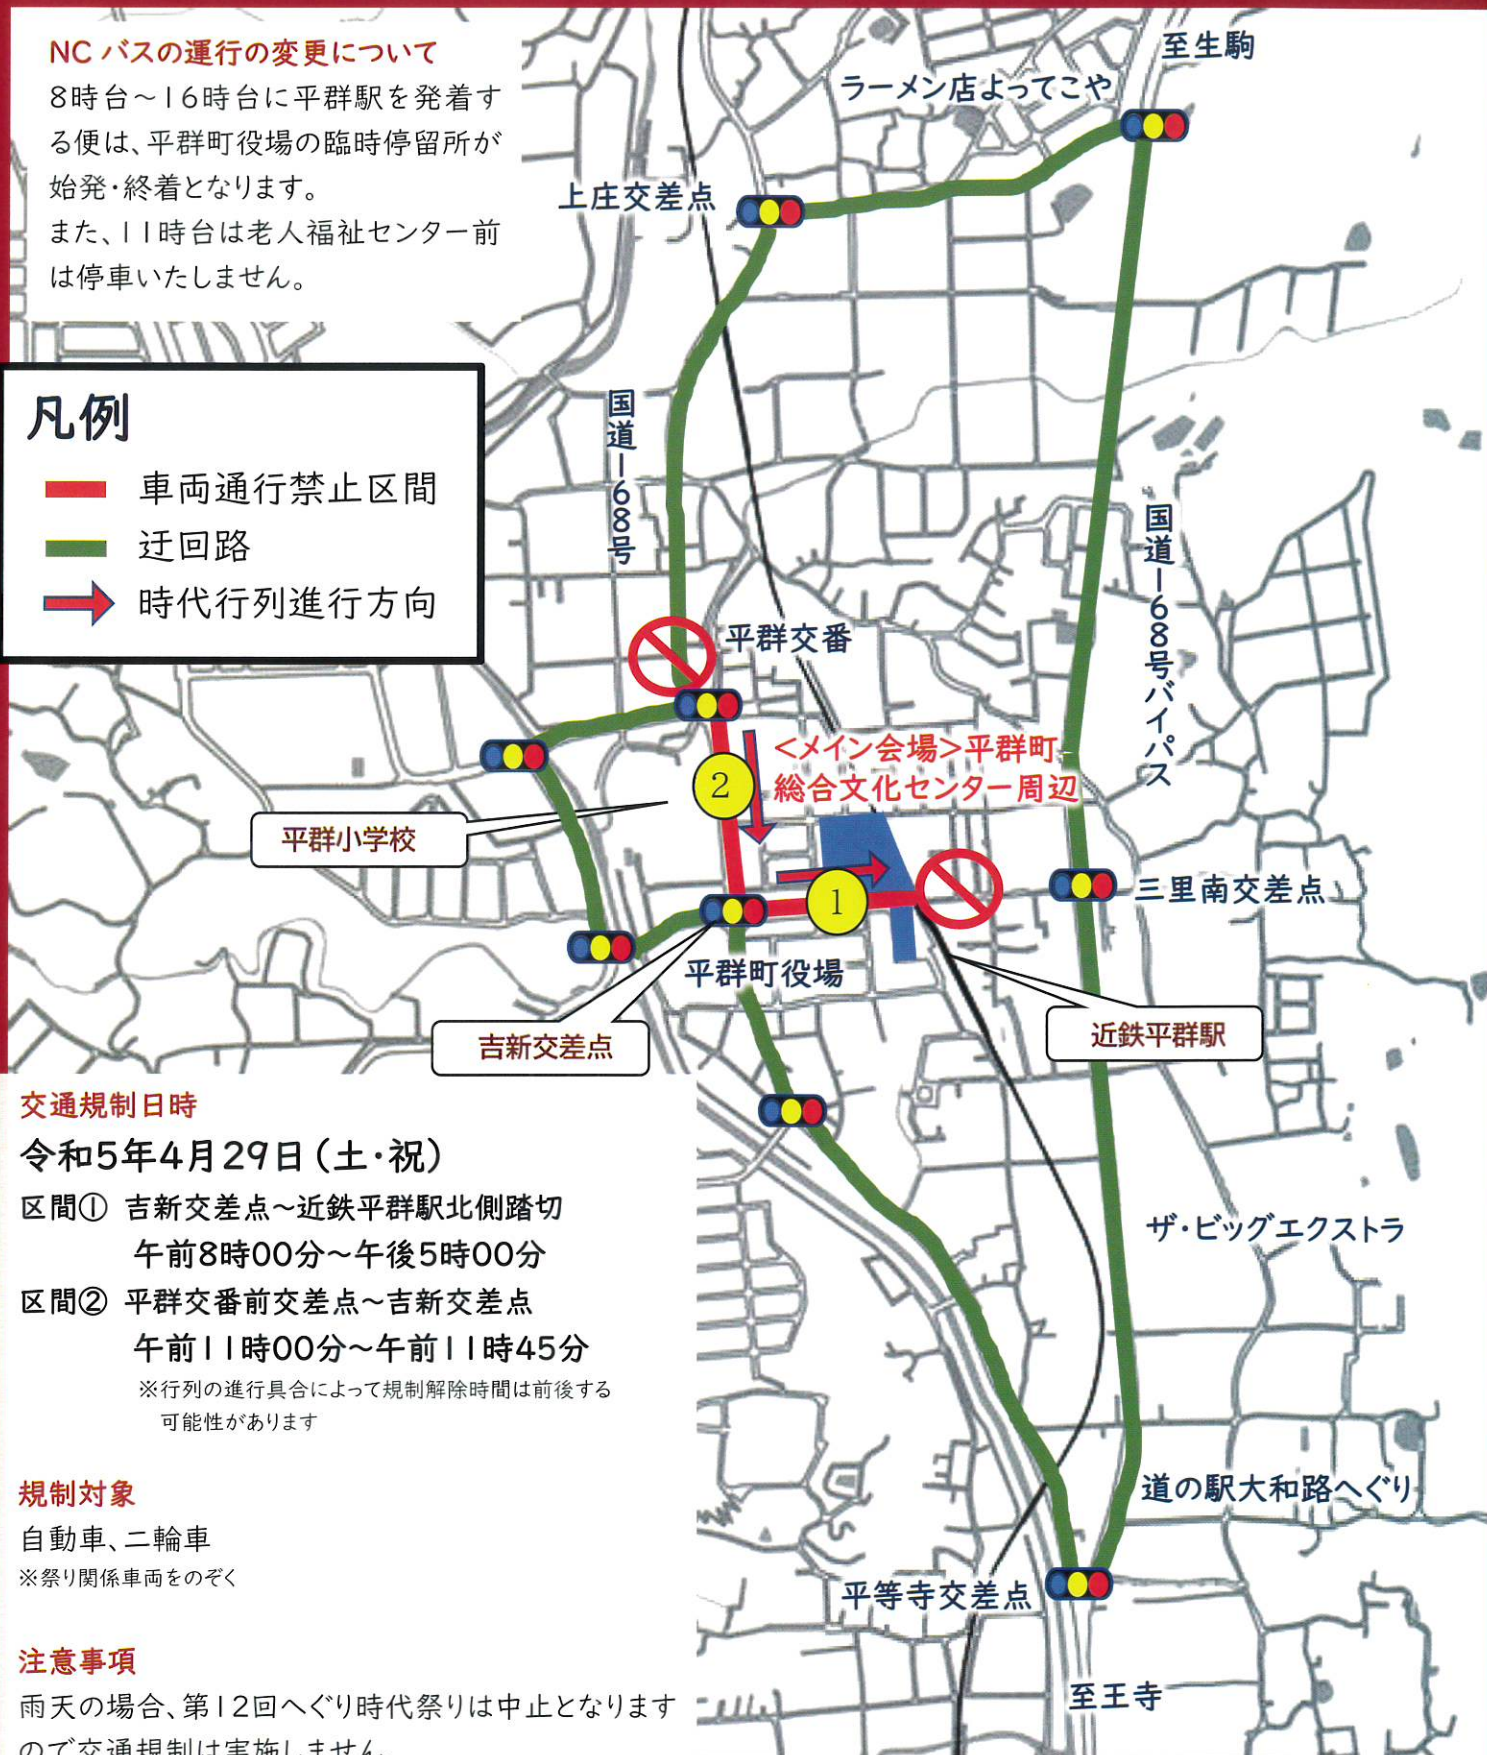 NCバスの運行の変更について
8時台～16時台に平群駅を発着す
る便は、平群町役場の臨時停留所が
始発・終着となります。
また、11時台は老人福祉センター前
は停車いたしません。
至生駒
ラーメン店よってこや
上庄交差点
凡例
車両通行禁止区間
迂回路
時代行列進行方向
国道168号
国道168号バイパス
平群交番
<メイン会場>平群町
総合文化センター周辺
2
平群小学校
1
三里南交差点
平群町役場
吉新交差点
近鉄平群駅
交通規制日時
令和5年4月29日（土・祝）
区間① 吉新交差点～近鉄平群駅北側踏切
午前8時00分～午後5時00分
区間② 平群交番前交差点～吉新交差点
午前11時00分～午前11時45分
※行列の進行具合によって規制解除時間は前後する
可能性があります
ザ・ビッグエクストラ
規制対象
自動車、二輪車
※祭り関係車両をのぞく
道の駅大和路へぐり
平等寺交差点
注意事項
雨天の場合、第12回へぐり時代祭りは中止となります
ので交通規制は実施しません。
至王寺